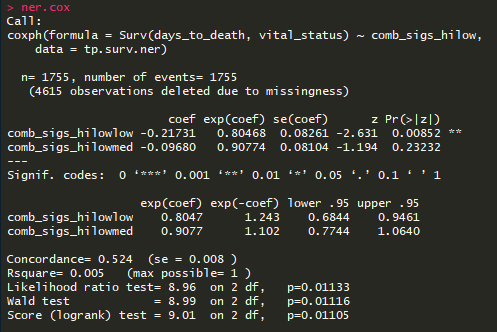 > ner.cox
Call:
coxph(formula = Surv(days_to_death, vital_status) ~ comb_sigs_hilow,
    data = tp.surv.ner)

  n= 1755, number of events= 1755
   (4615 observations deleted due to missingness)

                       coef exp(coef) se(coef)      z Pr(>|z|)
comb_sigs_hilowlow -0.21731   0.80468  0.08261 -2.631  0.00852 **
comb_sigs_hilowmed -0.09680   0.90774  0.08104 -1.194  0.23232
---
Signif. codes:  0 ‘***’ 0.001 ‘**’ 0.01 ‘*’ 0.05 ‘.’ 0.1 ‘ ’ 1

                   exp(coef) exp(-coef) lower .95 upper .95
comb_sigs_hilowlow    0.8047      1.243    0.6844    0.9461
comb_sigs_hilowmed    0.9077      1.102    0.7744    1.0640

Concordance= 0.524  (se = 0.008 )
Rsquare= 0.005   (max possible= 1 )
Likelihood ratio test= 8.96  on 2 df,   p=0.01133
Wald test            = 8.99  on 2 df,   p=0.01116
Score (logrank) test = 9.01  on 2 df,   p=0.01105